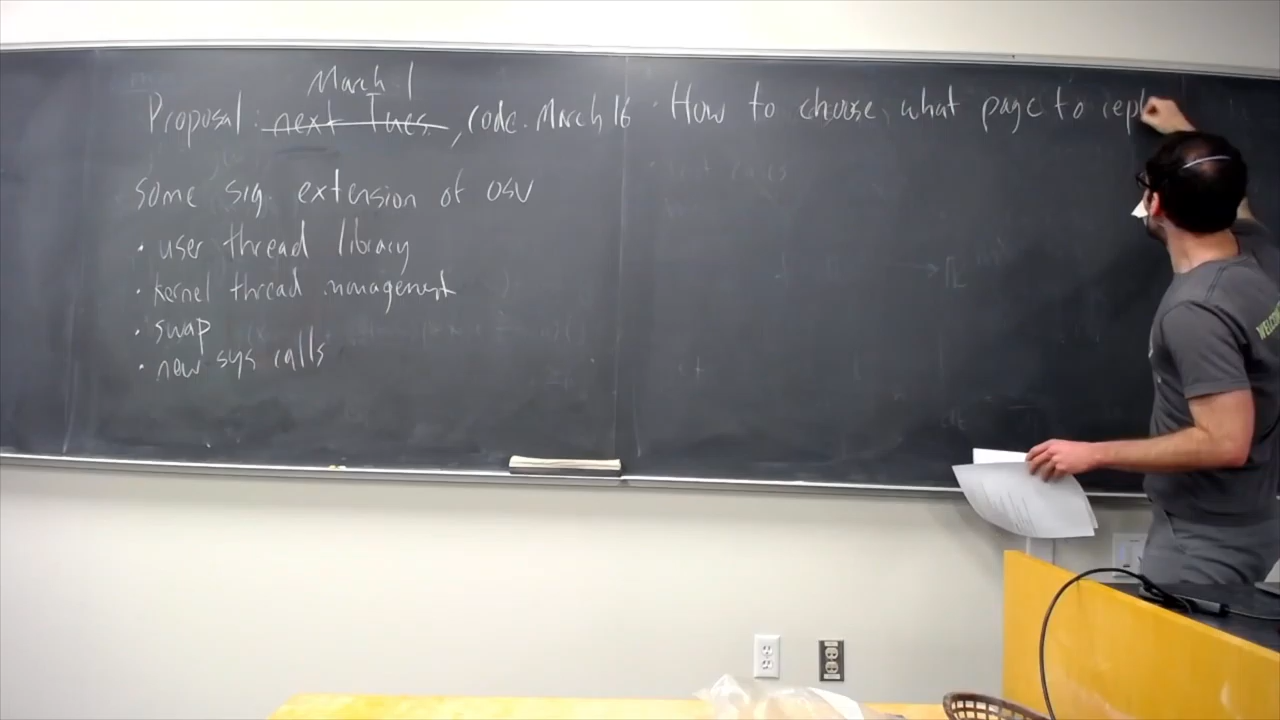 March 1
Proposal: next Tues., code. March 16
some sig. extension of osv
• user thread library
• kernel thread management
• swap
• new sys calls
• How to choose what page to repl
WELCOME